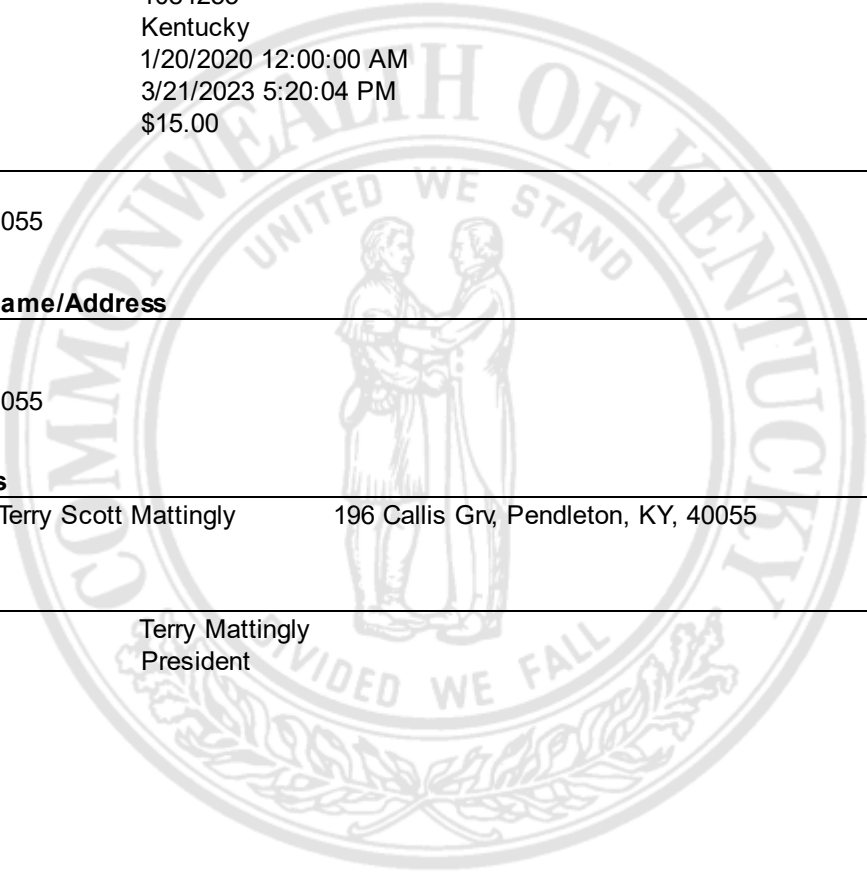 Kentucky
1/20/2020 12:00:00 AM
3/21/2023 5:20:04 PM
$15.00
055
ame/Address
055
s
Terry Scott Mattingly 196 Callis Grv, Pendleton, KY, 40055
Terry Mattingly
President
COMMONWEALTH OF KENTUCKY
UNITED WE STAND
DIVIDED WE FALL